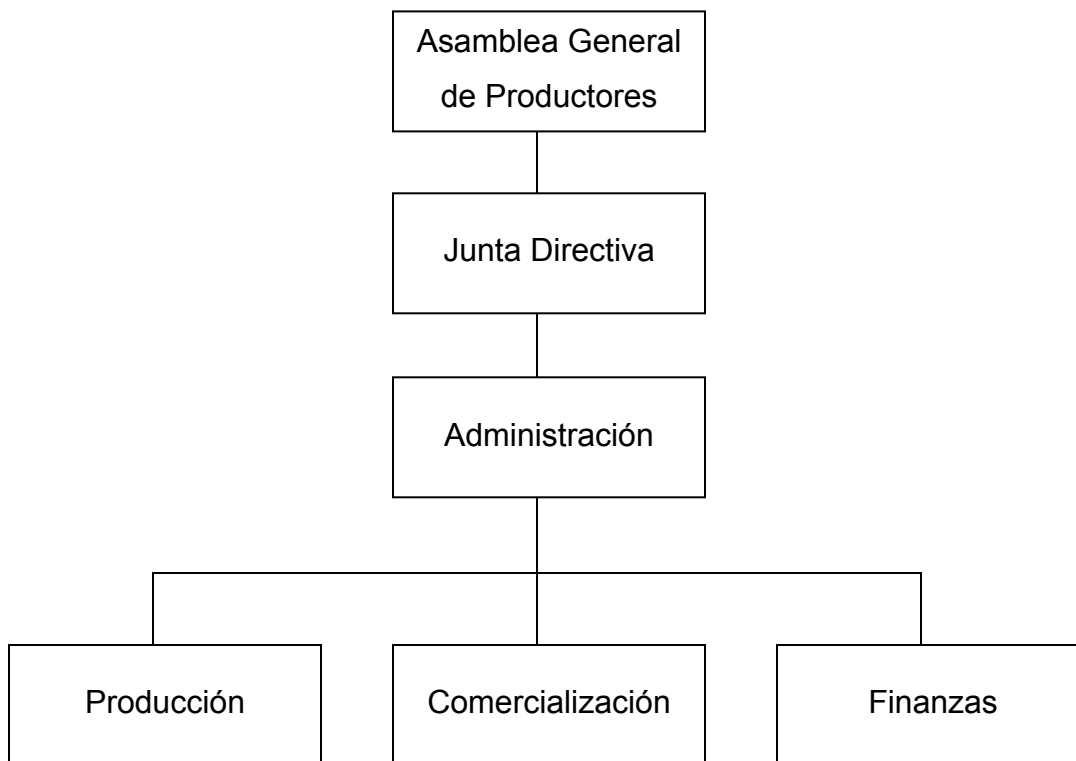 Asamblea General
de Productores
Junta Directiva
Administración
Producción
Comercialización
Finanzas